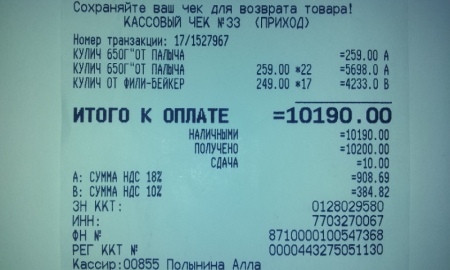 Сохраняйте ваш чек для возврата товара!
КАССОВЫЙ ЧЕК №33 (ПРИХОД)
Номер транзакции: 17/1527967
КУЛИЧ 650Г"ОТ ПАЛЫЧА =259.00 А
КУЛИЧ 650Г"ОТ ПАЛЫЧА 259.00 *22 =5698.0 А
КУЛИЧ ОТ ФИЛИ-БЕЙКЕР 249.00 *17 =4233.0 В
ИТОГО К ОПЛАТЕ =10190.00
НАЛИЧНЫМИ =10190.00
ПОЛУЧЕНО =10200.00
СДАЧА =10.00
А: СУММА НДС 18% =908.69
В: СУММА НДС 10% =384.82
ЗН ККТ: 0128029580
ИНН: 7703270067
ФН № 8710000100547368
РЕГ ККТ № 0000443275051130
Кассир:00855 Полынина Алла